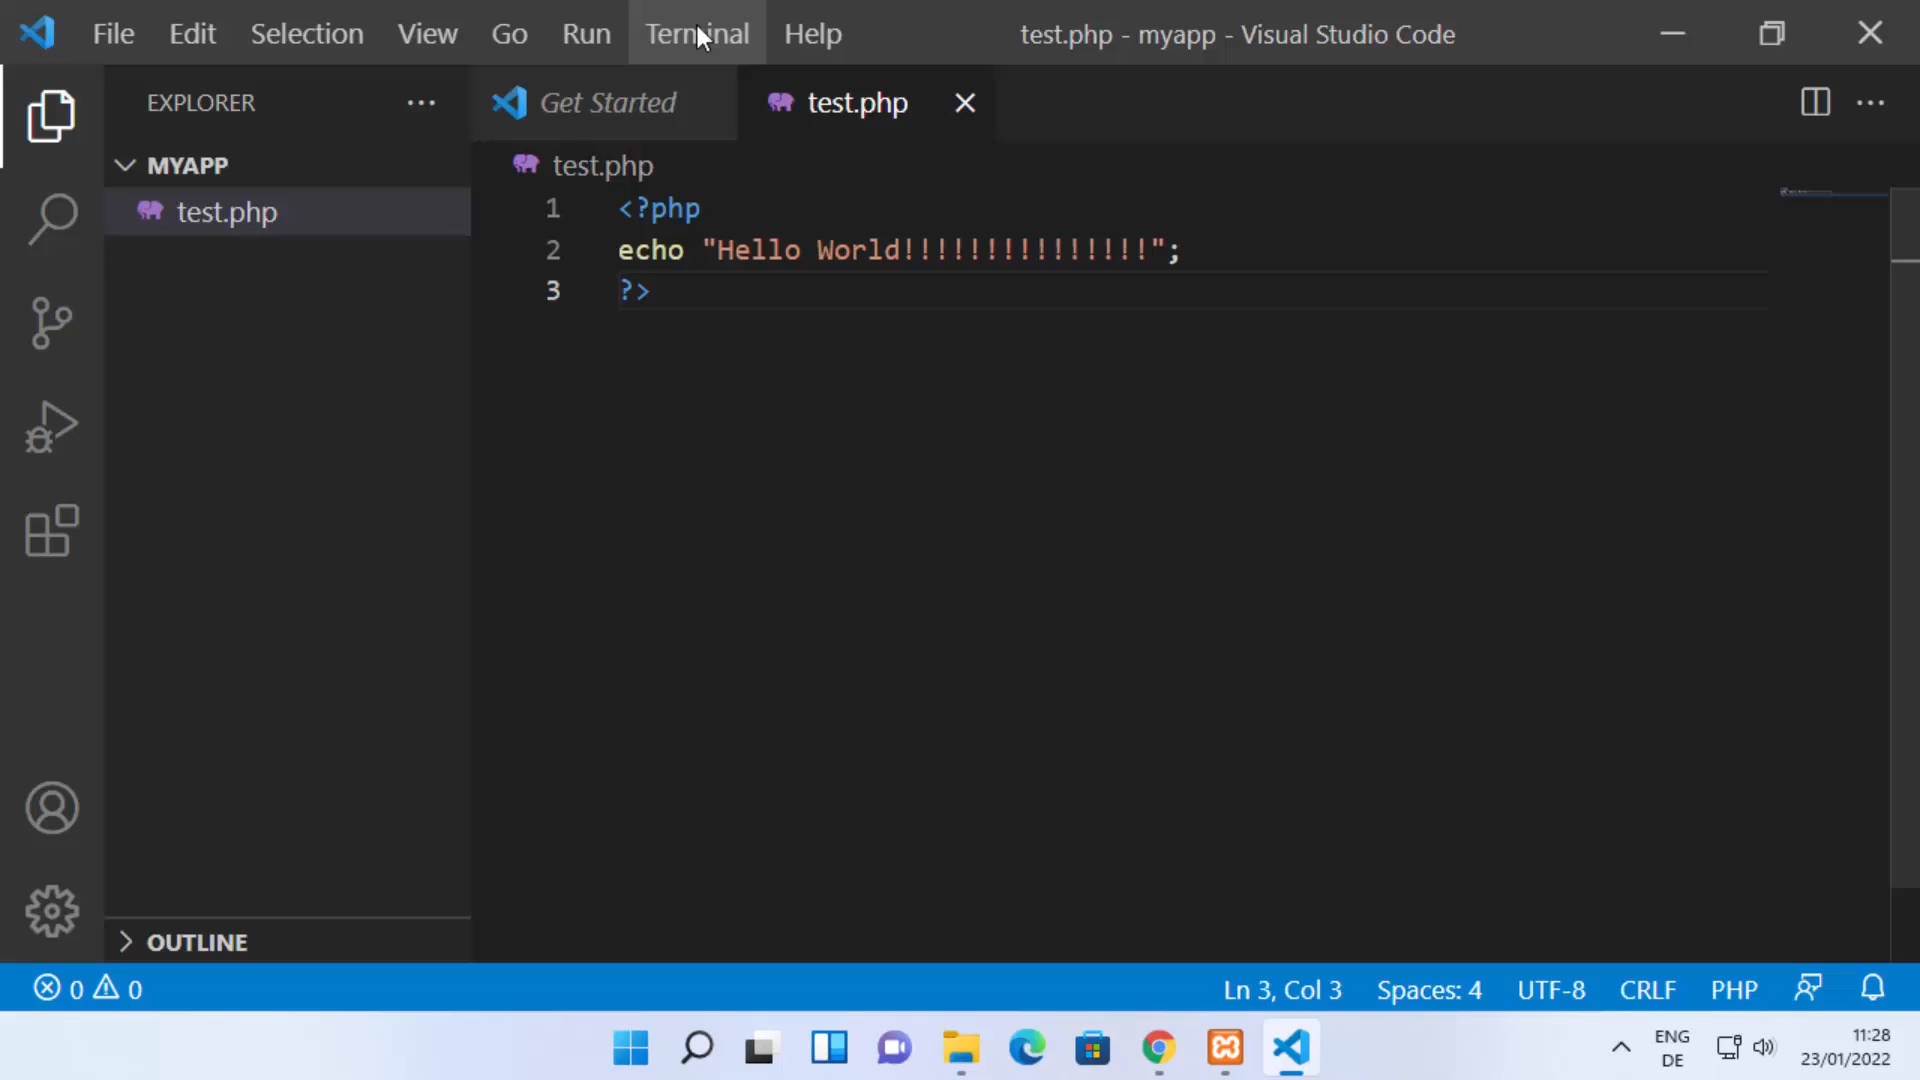 File Edit Selection View Go Run Terminal Help test.php - myapp - Visual Studio Code
EXPLORER
Get Started
test.php
MYAPP
test.php
test.php
1 <?php
2 echo "Hello World!!!!!!!!!!!!!!!";
3 ?>
OUTLINE
0 0 Ln 3, Col 3 Spaces: 4 UTF-8 CRLF PHP
ENG
DE
11:28
23/01/2022